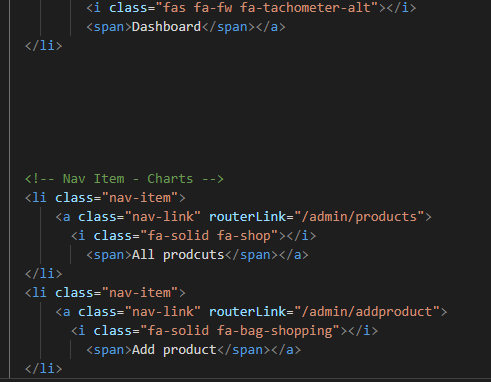 <i class="fas fa-fw fa-tachometer-alt"></i>
<span>Dashboard</span></a>
</li>
<!-- Nav Item - Charts -->
<li class="nav-item">
<a class="nav-link" routerLink="/admin/products">
<i class="fa-solid fa-shop"></i>
<span>All prodcuts</span></a>
</li>
<li class="nav-item">
<a class="nav-link" routerLink="/admin/addproduct">
<i class="fa-solid fa-bag-shopping"></i>
<span>Add product</span></a>
</li>